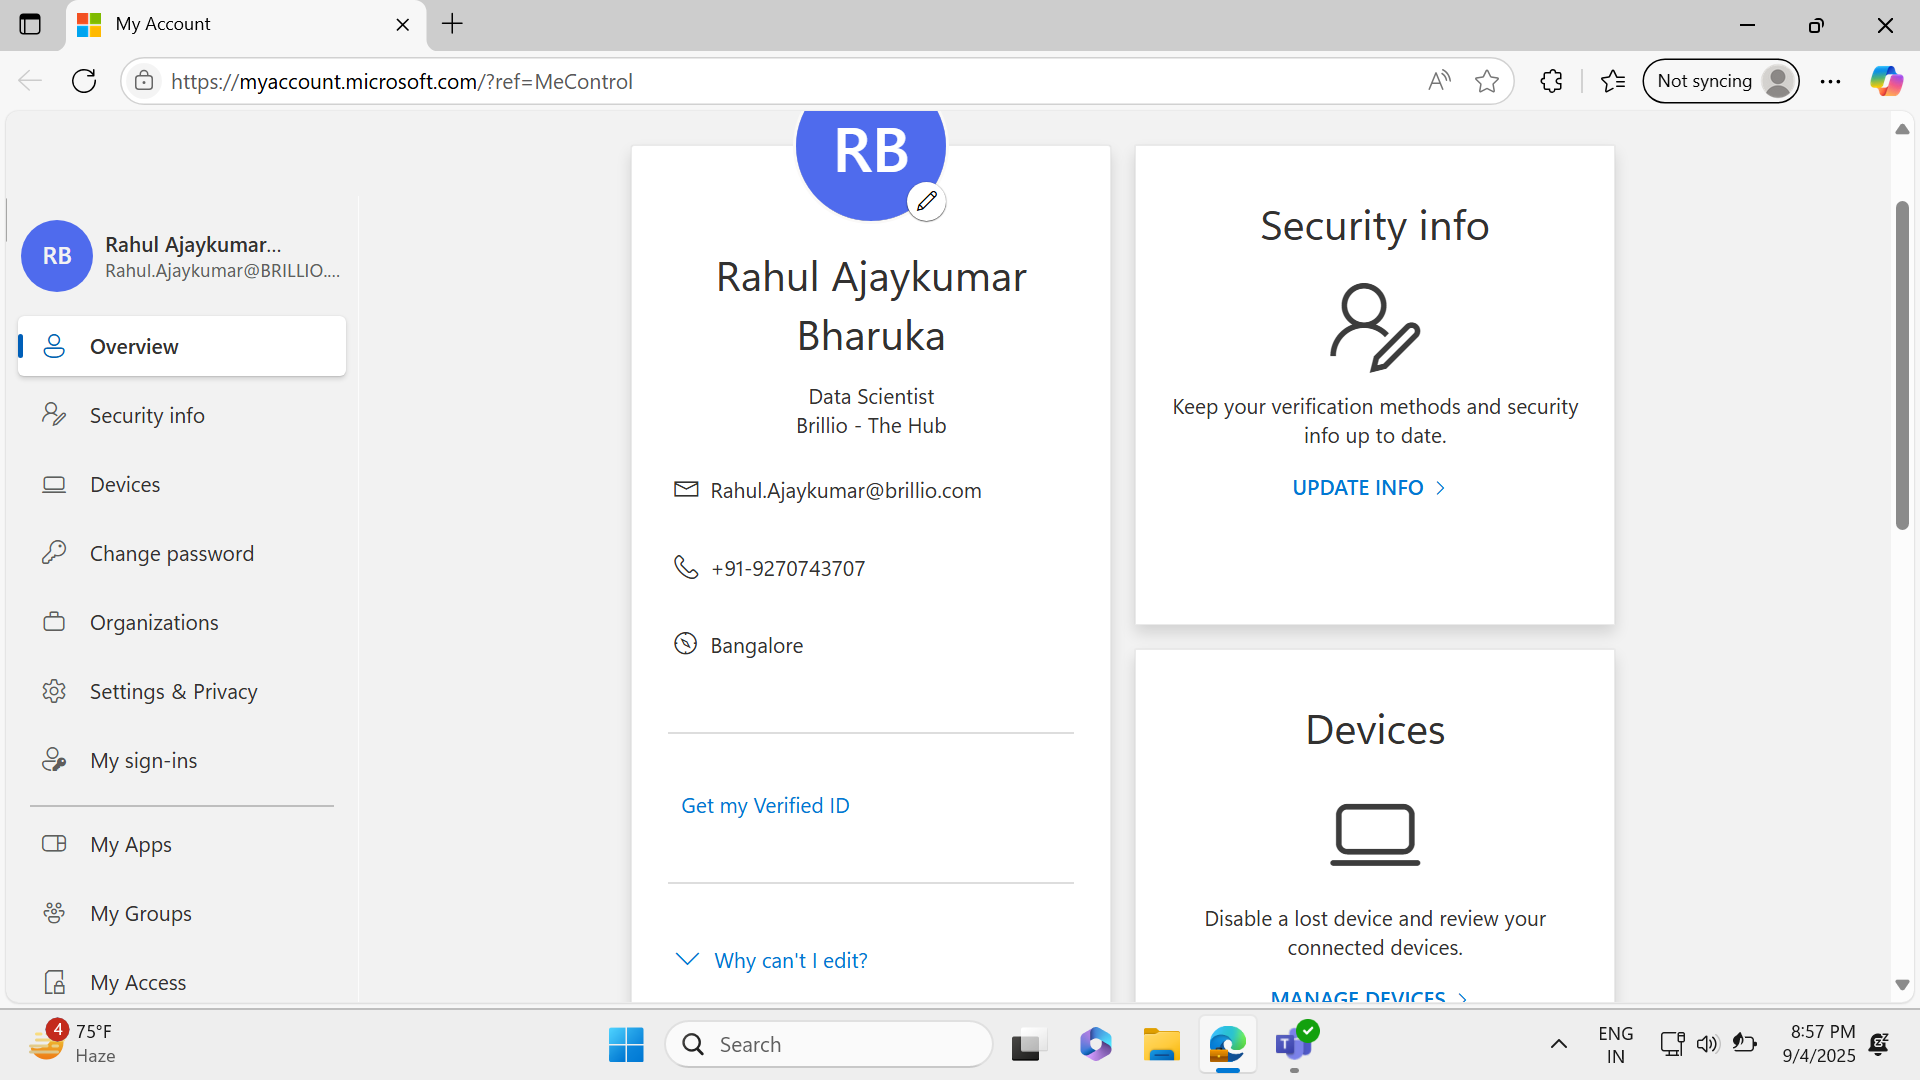 My Account
https://myaccount.microsoft.com/?ref=MeControl
Not syncing
RB
Rahul Ajaykumar...
Rahul.Ajaykumar@BRILLIO....
Overview
Security info
Devices
Change password
Organizations
Settings & Privacy
My sign-ins
My Apps
My Groups
My Access
RB
Rahul Ajaykumar
Bharuka
Data Scientist
Brillio - The Hub
Rahul.Ajaykumar@brillio.com
+91-9270743707
Bangalore
Get my Verified ID
Why can't I edit?
Security info
Keep your verification methods and security
info up to date.
UPDATE INFO
Devices
Disable a lost device and review your
connected devices.
MANAGE DEVICES
4
75°F
Haze
Search
ENG
IN
8:57 PM
9/4/2025